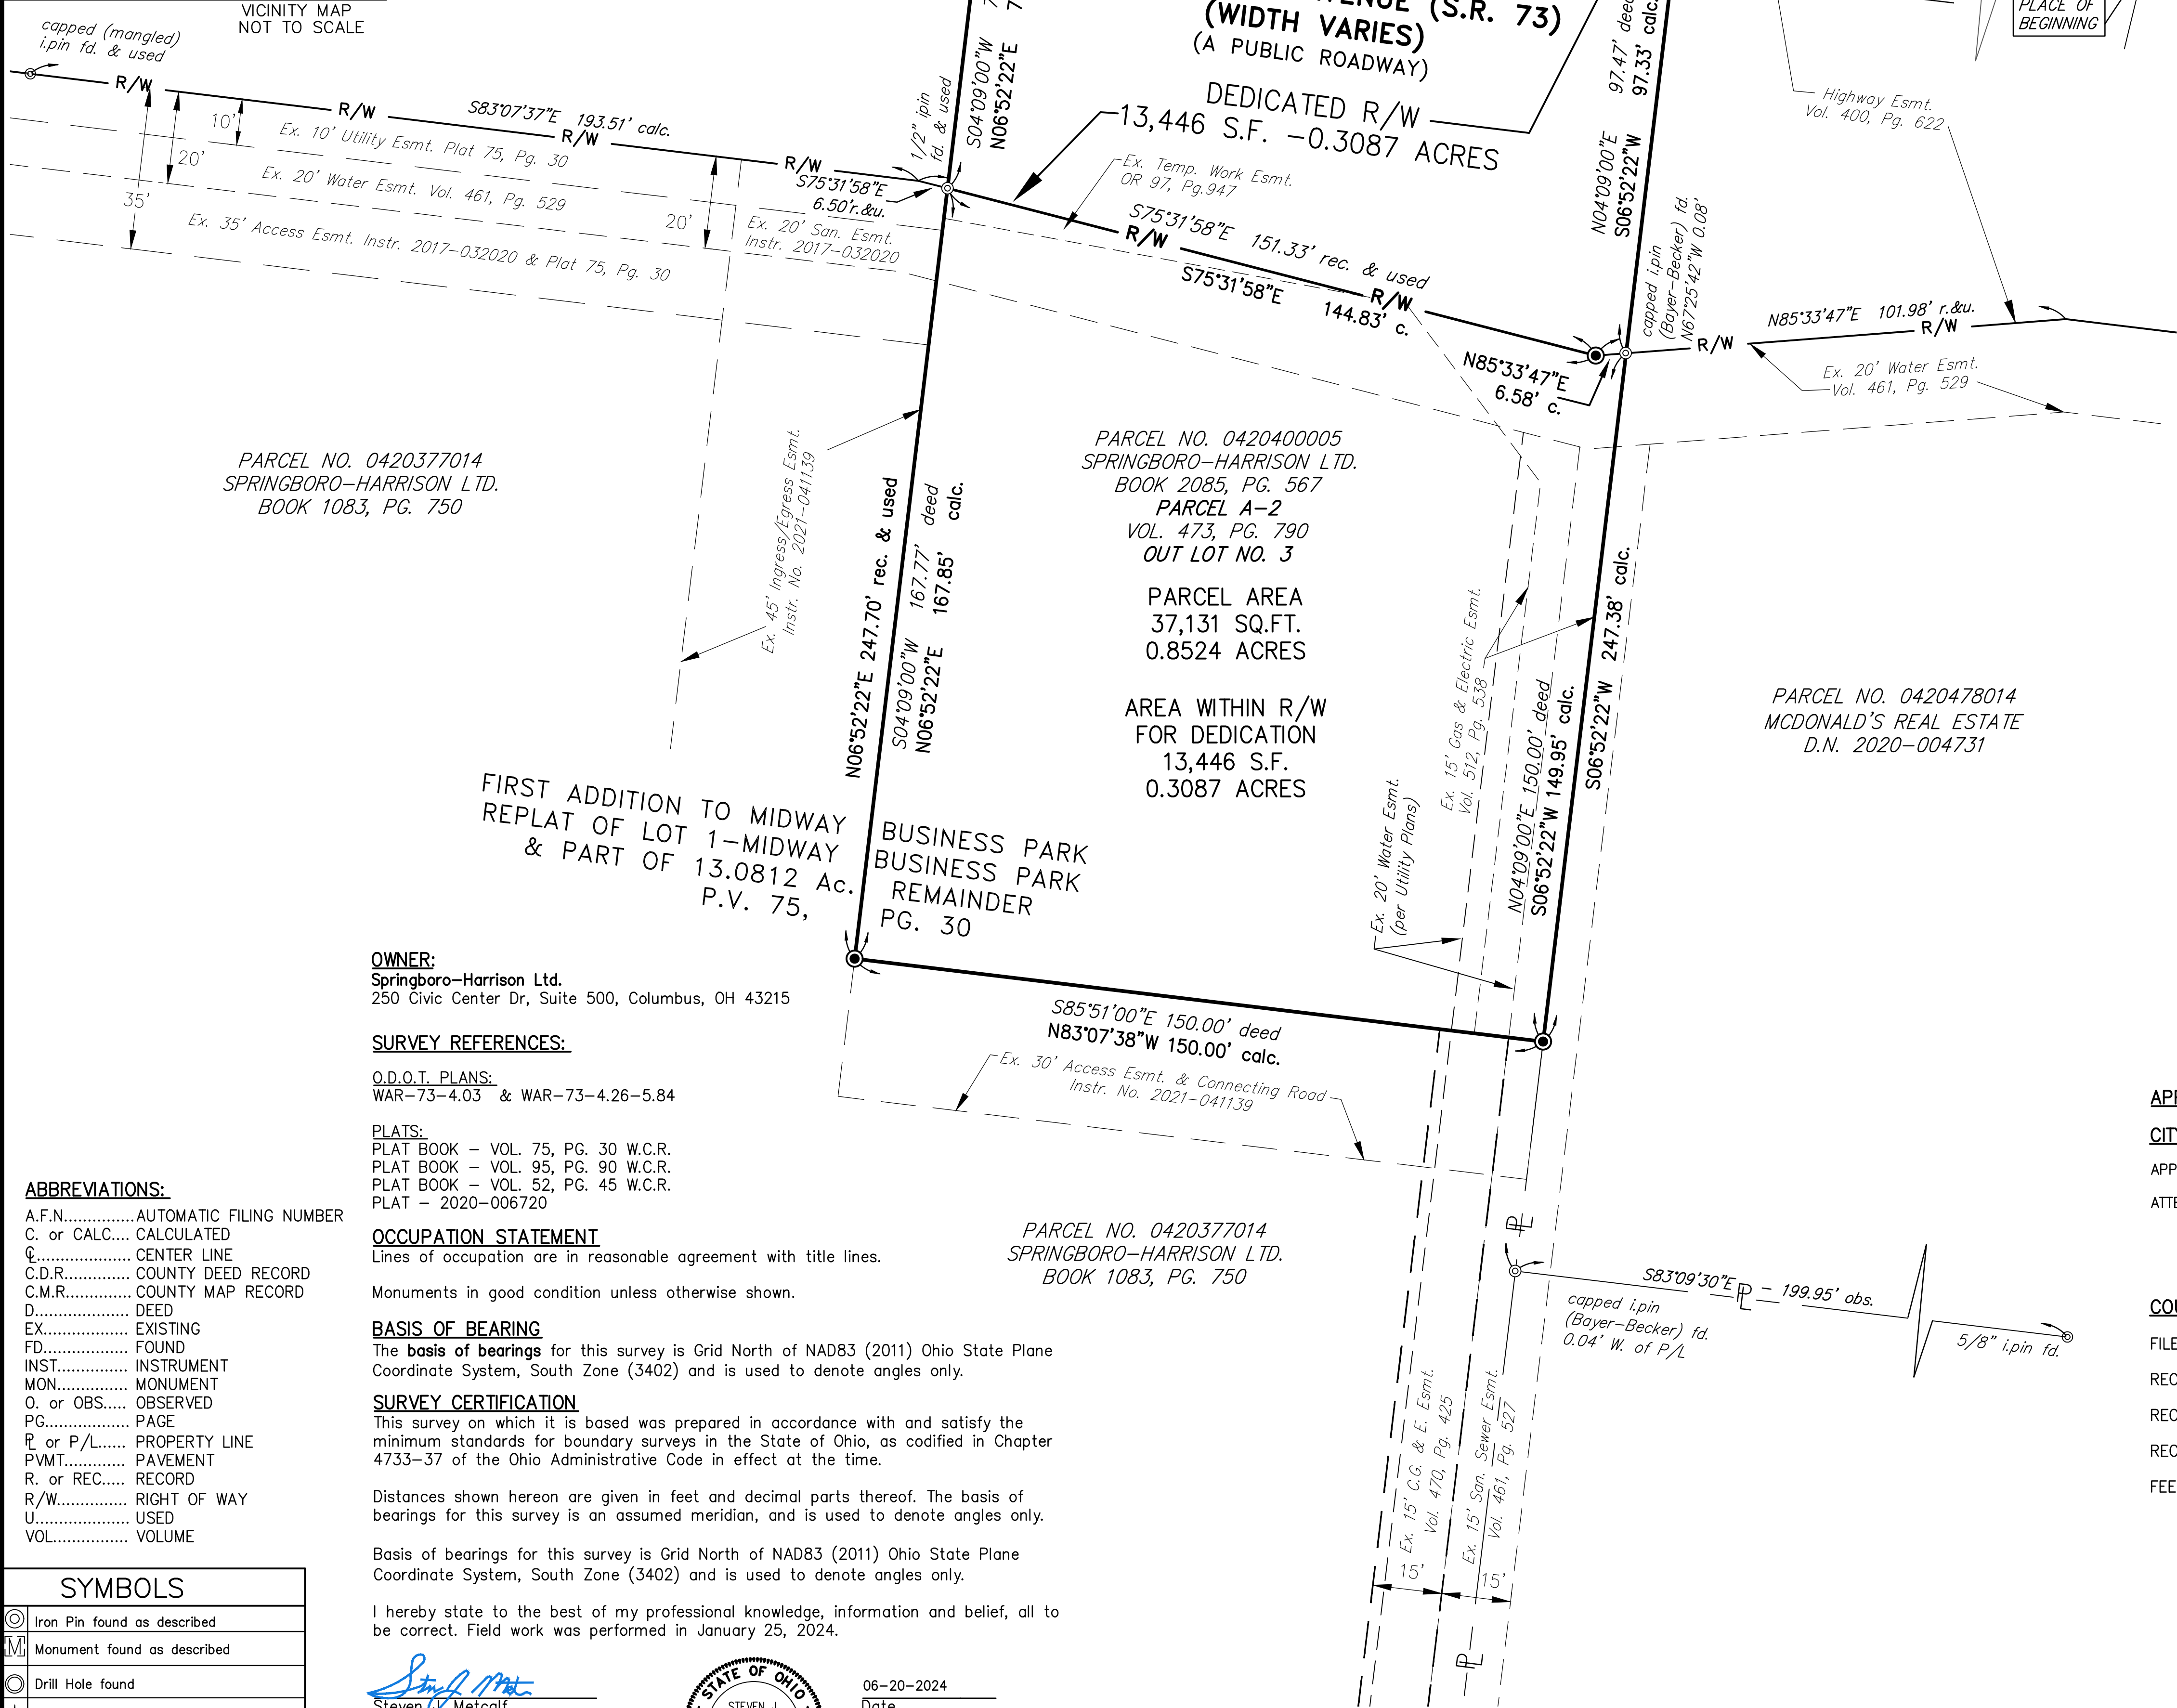 VICINITY MAP
NOT TO SCALE
capped (mangled)
i.pin fd. & used
R/W
R/W
S83°07'37"E 193.51' calc.
R/W
R/W
10'
20'
35'
20'
Ex. 10' Utility Esmt. Plat 75, Pg. 30
Ex. 20' Water Esmt. Vol. 461, Pg. 529
Ex. 35' Access Esmt. Instr. 2017-032020 & Plat 75, Pg. 30
Ex. 20' San. Esmt.
Instr. 2017-032020
S75°31'58"E
6.50'r.&u.
1/2" ipin
fd. & used
S04°09'00"W 7
N06°52'22"E 7
(S.R. 73)
(WIDTH VARIES)
(A PUBLIC ROADWAY)
DEDICATED R/W
13,446 S.F. -0.3087 ACRES
Ex. Temp. Work Esmt.
OR 97, Pg.947
S75°31'58"E 151.33' rec. & used
R/W
R/W
S75°31'58"E 144.83' c.
N85°33'47"E
6.58' c.
97.47' deed
97.33' calc.
N04°09'00"E
S06°52'22"W
capped i.pin
(Bayer-Becker) fd.
N67°25'42"W 0.08'
PLACE OF
BEGINNING
Highway Esmt.
Vol. 400, Pg. 622
N85°33'47"E 101.98' r.&u.
R/W
R/W
Ex. 20' Water Esmt.
Vol. 461, Pg. 529
PARCEL NO. 0420377014
SPRINGBORO-HARRISON LTD.
BOOK 1083, PG. 750
Ex. 45' Ingress/Egress Esmt.
Instr. No. 2021-041139
N06°52'22"E 247.70' rec. & used
S04°09'00"W 167.77' deed
N06°52'22"E 167.85' calc.
PARCEL NO. 0420400005
SPRINGBORO-HARRISON LTD.
BOOK 2085, PG. 567
PARCEL A-2
VOL. 473, PG. 790
OUT LOT NO. 3
PARCEL AREA
37,131 SQ.FT.
0.8524 ACRES
AREA WITHIN R/W
FOR DEDICATION
13,446 S.F.
0.3087 ACRES
Ex. 20' Water Esmt.
(per Utility Plans)
Ex. 15' Gas & Electric Esmt.
Vol. 512, Pg. 538
N04°09'00"E 150.00' deed
S06°52'22"W 149.95' calc.
S06°52'22"W 247.38' calc.
PARCEL NO. 0420478014
MCDONALD'S REAL ESTATE
D.N. 2020-004731
FIRST ADDITION TO MIDWAY BUSINESS PARK
REPLAT OF LOT 1-MIDWAY BUSINESS PARK
& PART OF 13.0812 Ac. REMAINDER
P.V. 75, PG. 30
S85°51'00"E 150.00' deed
N83°07'38"W 150.00' calc.
Ex. 30' Access Esmt. & Connecting Road
Instr. No. 2021-041139
OWNER:
Springboro-Harrison Ltd.
250 Civic Center Dr, Suite 500, Columbus, OH 43215
SURVEY REFERENCES:
O.D.O.T. PLANS:
WAR-73-4.03 & WAR-73-4.26-5.84
PLATS:
PLAT BOOK - VOL. 75, PG. 30 W.C.R.
PLAT BOOK - VOL. 95, PG. 90 W.C.R.
PLAT BOOK - VOL. 52, PG. 45 W.C.R.
PLAT - 2020-006720
OCCUPATION STATEMENT
Lines of occupation are in reasonable agreement with title lines.
Monuments in good condition unless otherwise shown.
BASIS OF BEARING
The basis of bearings for this survey is Grid North of NAD83 (2011) Ohio State Plane
Coordinate System, South Zone (3402) and is used to denote angles only.
SURVEY CERTIFICATION
This survey on which it is based was prepared in accordance with and satisfy the
minimum standards for boundary surveys in the State of Ohio, as codified in Chapter
4733-37 of the Ohio Administrative Code in effect at the time.
Distances shown hereon are given in feet and decimal parts thereof. The basis of
bearings for this survey is an assumed meridian, and is used to denote angles only.
Basis of bearings for this survey is Grid North of NAD83 (2011) Ohio State Plane
Coordinate System, South Zone (3402) and is used to denote angles only.
I hereby state to the best of my professional knowledge, information and belief, all to
be correct. Field work was performed in January 25, 2024.
Steven J. Metcalf
STATE OF OHIO
STEVEN J.
06-20-2024
Date
ABBREVIATIONS:
A.F.N...............AUTOMATIC FILING NUMBER
C. or CALC.... CALCULATED
℄.................... CENTER LINE
C.D.R.............. COUNTY DEED RECORD
C.M.R.............. COUNTY MAP RECORD
D.................... DEED
EX.................. EXISTING
FD.................. FOUND
INST............... INSTRUMENT
MON............... MONUMENT
O. or OBS..... OBSERVED
PG.................. PAGE
⅊ or P/L...... PROPERTY LINE
PVMT............. PAVEMENT
R. or REC..... RECORD
R/W............... RIGHT OF WAY
U.................... USED
VOL................ VOLUME
SYMBOLS
Iron Pin found as described
M Monument found as described
Drill Hole found
PARCEL NO. 0420377014
SPRINGBORO-HARRISON LTD.
BOOK 1083, PG. 750
⅊
S83°09'30"E ⅊ - 199.95' obs.
capped i.pin
(Bayer-Becker) fd.
0.04' W. of P/L
5/8" i.pin fd.
Ex. 15' C.G. & E. Esmt.
Vol. 470, Pg. 425
Ex. 15' San. Sewer Esmt.
Vol. 461, Pg. 527
15'
15'
⅊
CITY
APP
ATTE
COU
FILE
REC
REC
REC
FEE